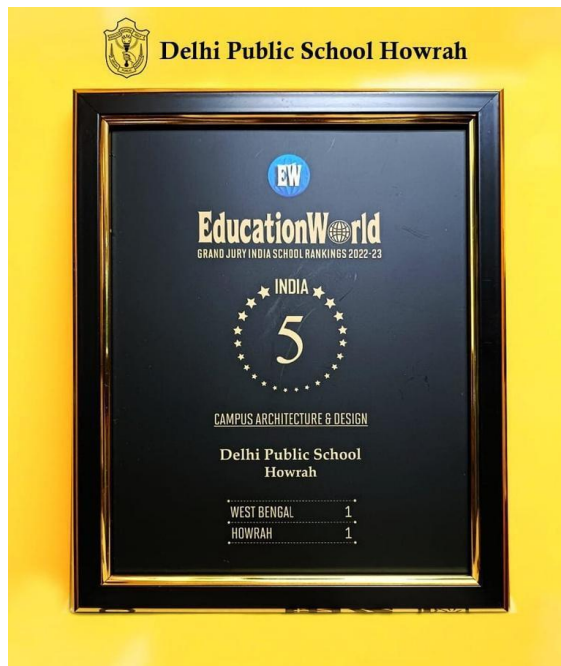 Delhi Public School Howrah
EW
EducationWorld
GRAND JURY INDIA SCHOOL RANKINGS 2022-23
INDIA
5
CAMPUS ARCHITECTURE & DESIGN
Delhi Public School
Howrah
WEST BENGAL 1
HOWRAH 1